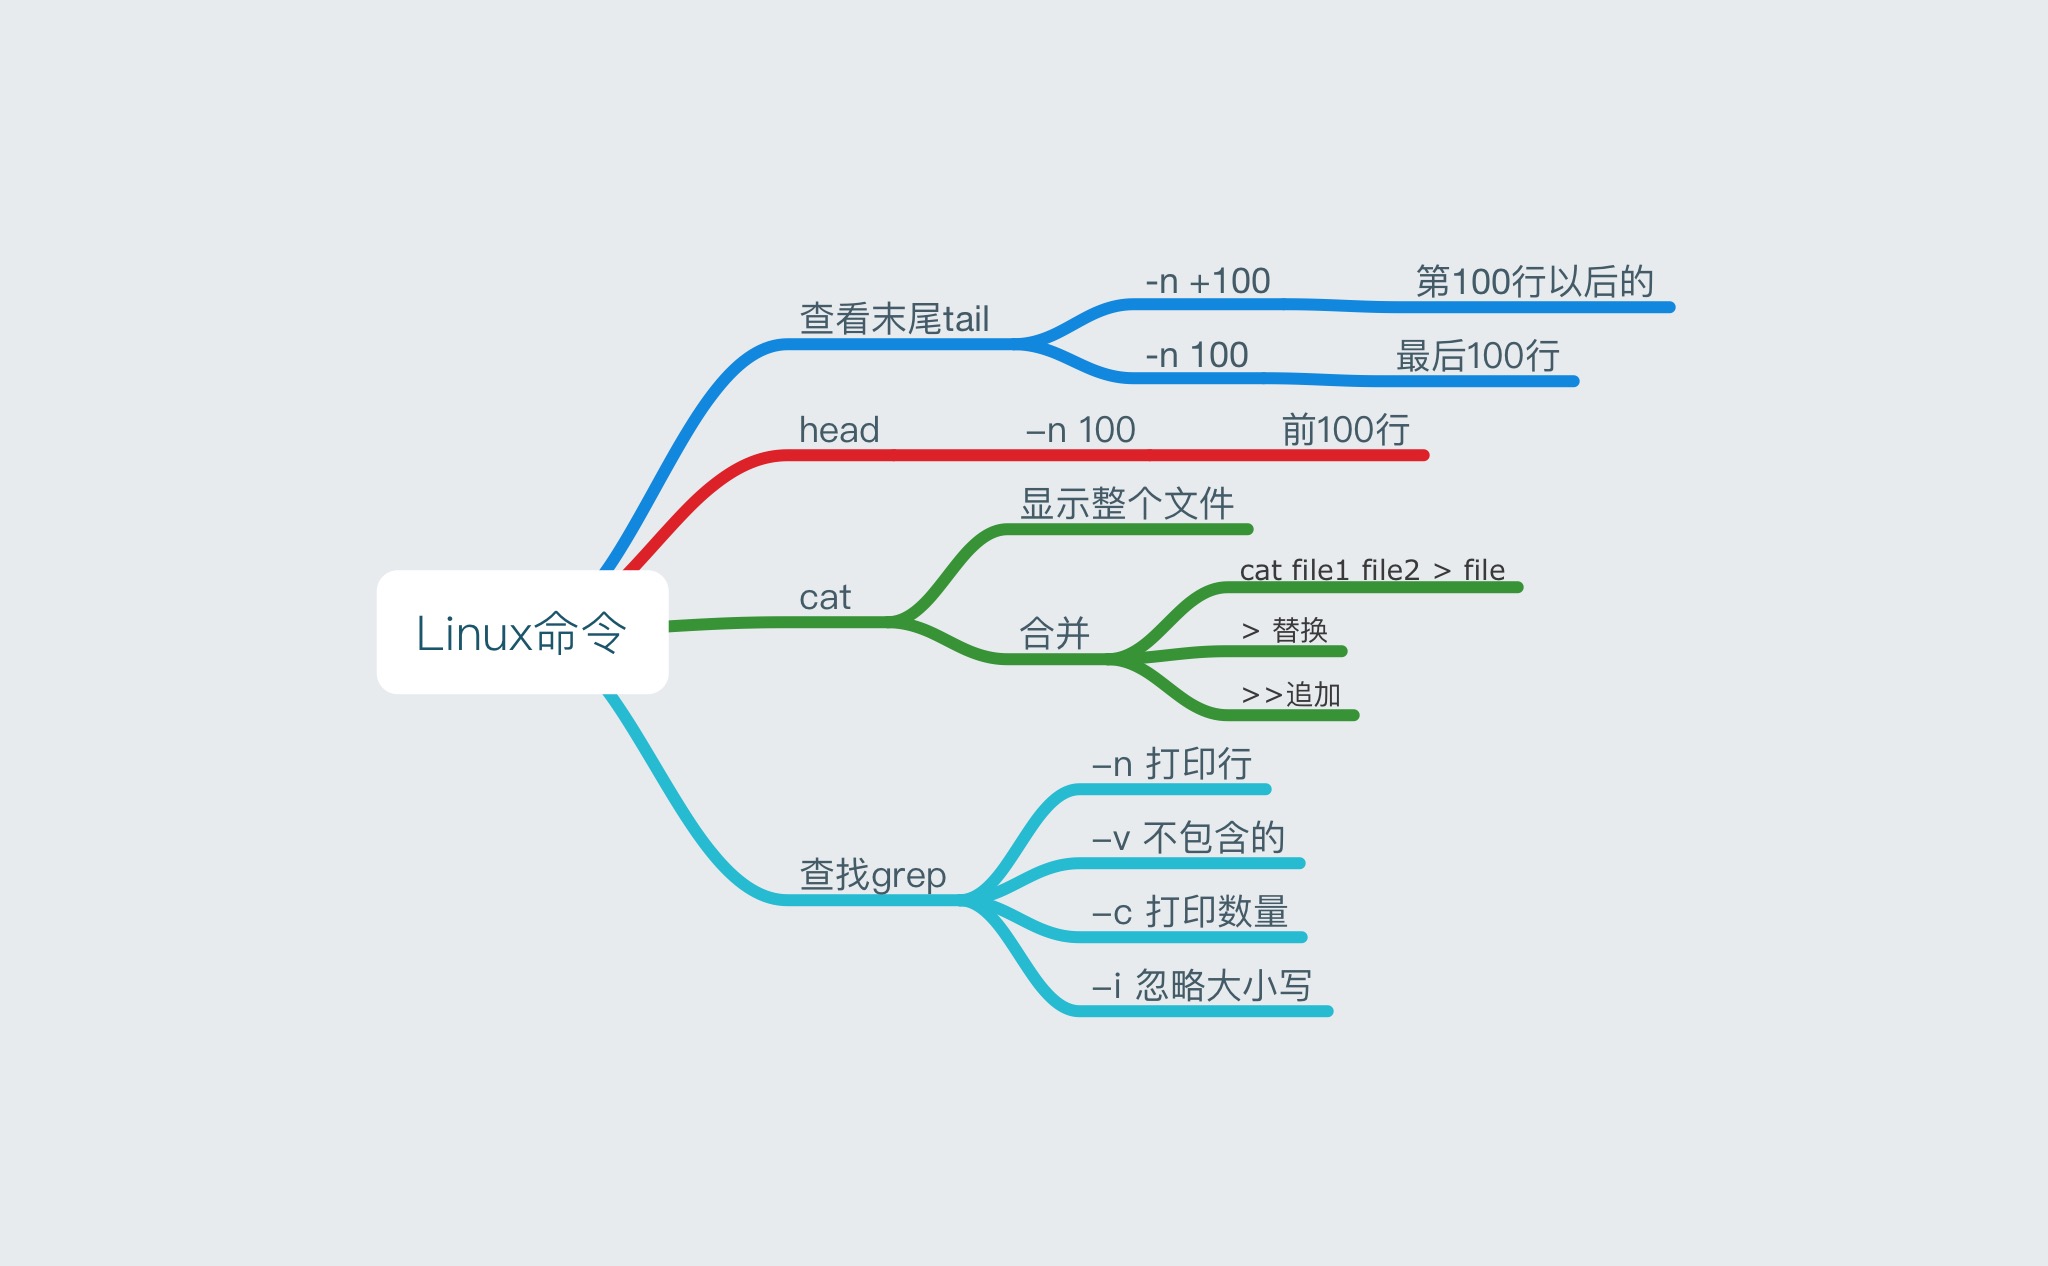 Linux命令
查看末尾tail
-n +100
第100行以后的
-n 100
最后100行
head
–n 100
前100行
cat
显示整个文件
合并
cat file1 file2 > file
> 替换
>>追加
查找grep
–n 打印行
–v 不包含的
–c 打印数量
–i 忽略大小写